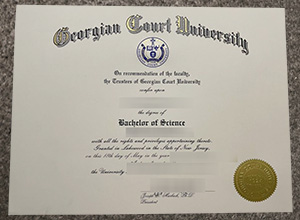 Georgian Court University
On recommendation of the faculty,
the Trustees of Georgian Court University
confer upon
the degree of
Bachelor of Science
with all the rights and privileges appertaining thereto.
Granted in Lakewood in the State of New Jersey,
on this day of May in the year
the University
President